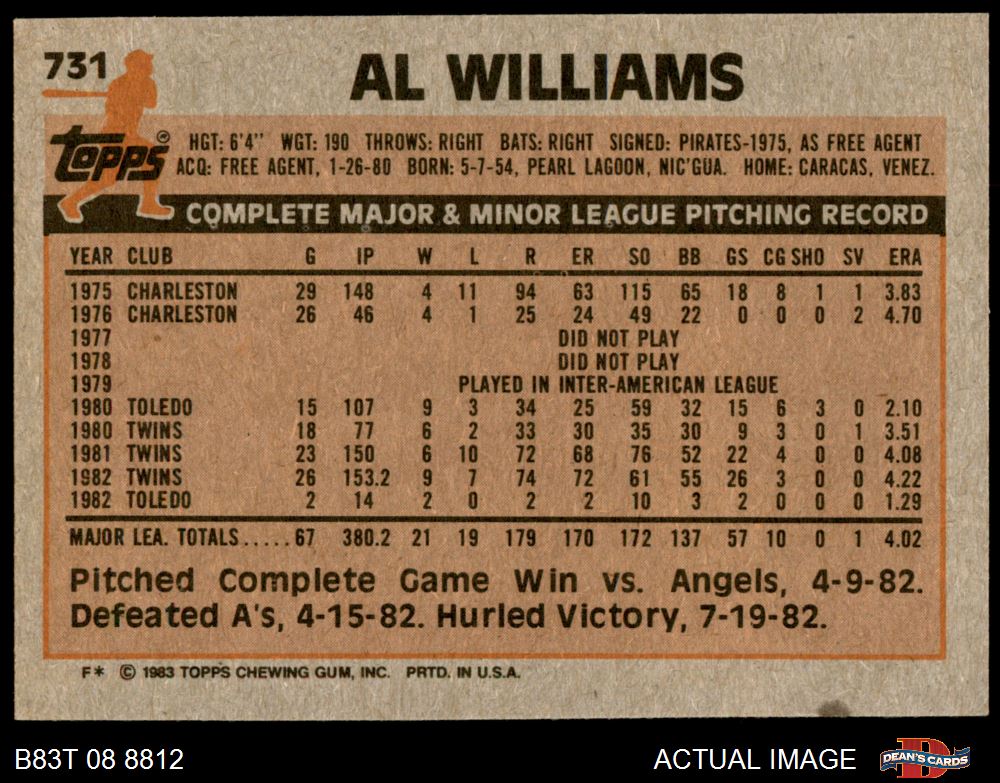 731
AL WILLIAMS
Topps
HGT: 6'4" WGT: 190 THROWS: RIGHT BATS: RIGHT SIGNED: PIRATES-1975, AS FREE AGENT
ACQ: FREE AGENT, 1-26-80 BORN: 5-7-54, PEARL LAGOON, NIC'GUA. HOME: CARACAS, VENEZ.
COMPLETE MAJOR & MINOR LEAGUE PITCHING RECORD
YEAR CLUB G IP W L R ER SO BB GS CG SHO SV ERA
1975 CHARLESTON 29 148 4 11 94 63 115 65 18 8 1 1 3.83
1976 CHARLESTON 26 46 4 1 25 24 49 22 0 0 0 2 4.70
1977 DID NOT PLAY
1978 DID NOT PLAY
1979 PLAYED IN INTER-AMERICAN LEAGUE
1980 TOLEDO 15 107 9 3 34 25 59 32 15 6 3 0 2.10
1980 TWINS 18 77 6 2 33 30 35 30 9 3 0 1 3.51
1981 TWINS 23 150 6 10 72 68 76 52 22 4 0 0 4.08
1982 TWINS 26 153.2 9 7 74 72 61 55 26 3 0 0 4.22
1982 TOLEDO 2 14 2 0 2 2 10 3 2 0 0 0 1.29
MAJOR LEA. TOTALS.....67 380.2 21 19 179 170 172 137 57 10 0 1 4.02
Pitched Complete Game Win vs. Angels, 4-9-82.
Defeated A's, 4-15-82. Hurled Victory, 7-19-82.
F* © 1983 TOPPS CHEWING GUM, INC. PRTD. IN U.S.A.
B83T 08 8812 ACTUAL IMAGE DEAN'S CARDS